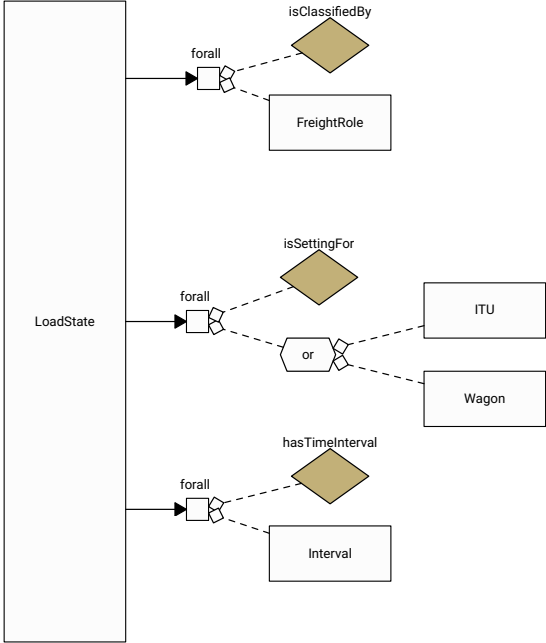 isClassifiedBy
forall
FreightRole
isSettingFor
forall
ITU
LoadState
or
Wagon
hasTimeInterval
forall
Interval